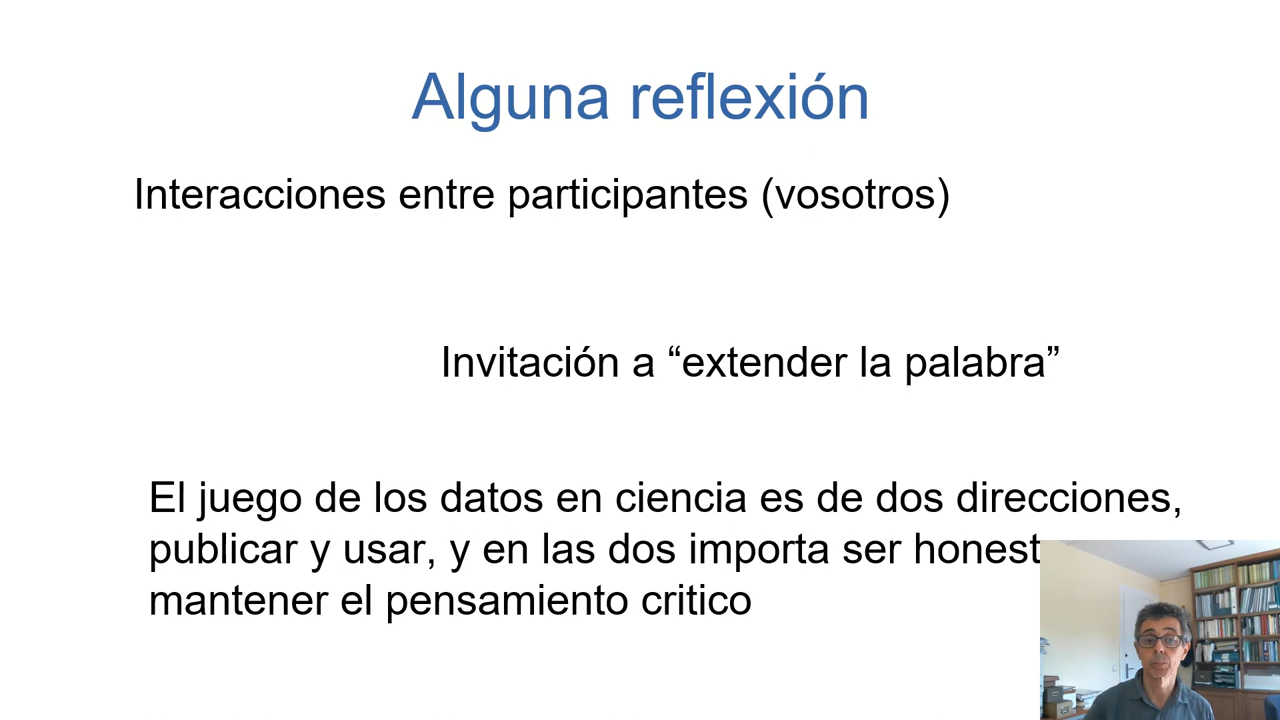 Alguna reflexión
Interacciones entre participantes (vosotros)
Invitación a “extender la palabra”
El juego de los datos en ciencia es de dos direcciones,
publicar y usar, y en las dos importa ser
mantener el pensamiento critico